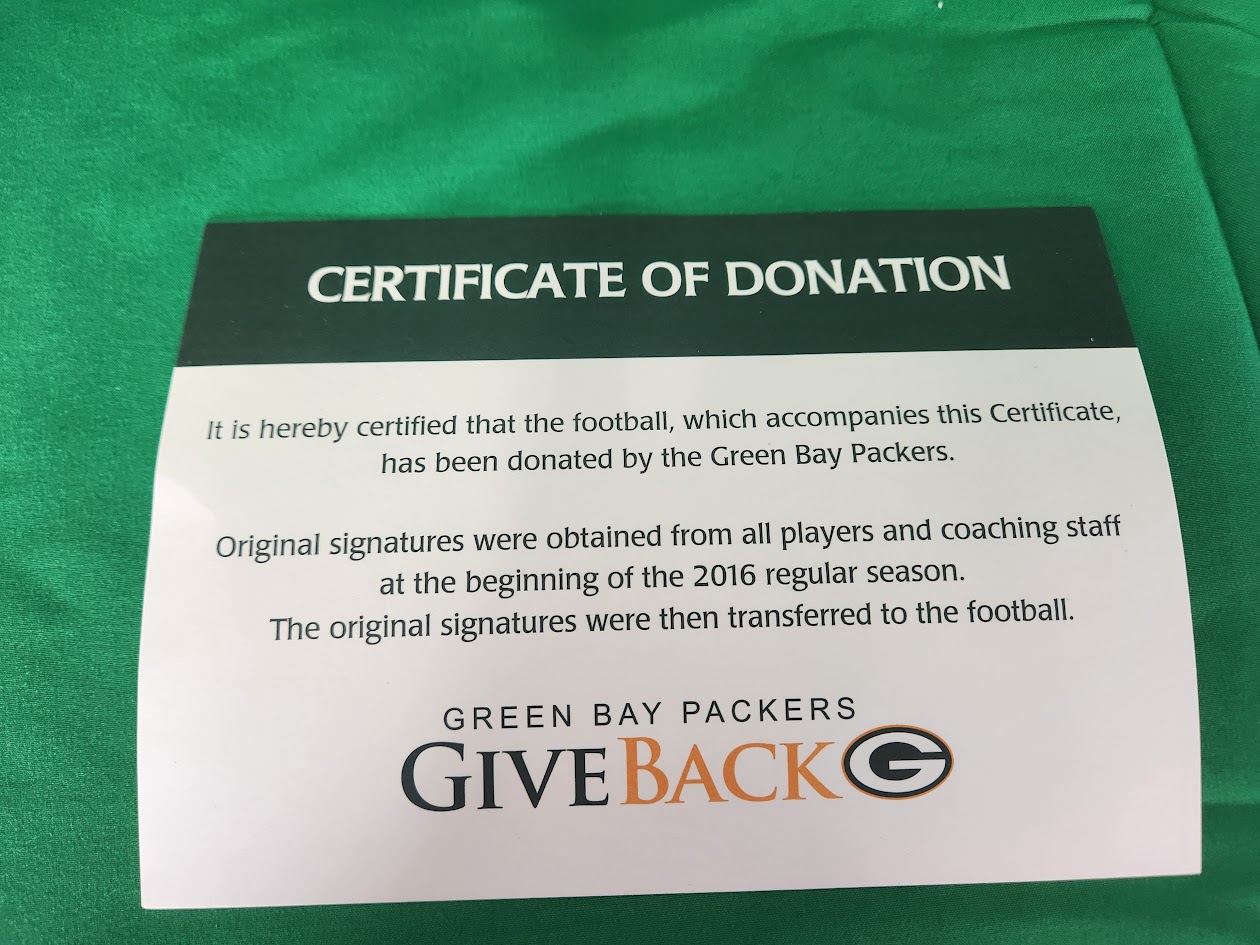 CERTIFICATE OF DONATION
It is hereby certified that the football, which accompanies this Certificate,
has been donated by the Green Bay Packers.
Original signatures were obtained from all players and coaching staff
at the beginning of the 2016 regular season.
The original signatures were then transferred to the football.
GREEN BAY PACKERS
GIVEBACK G